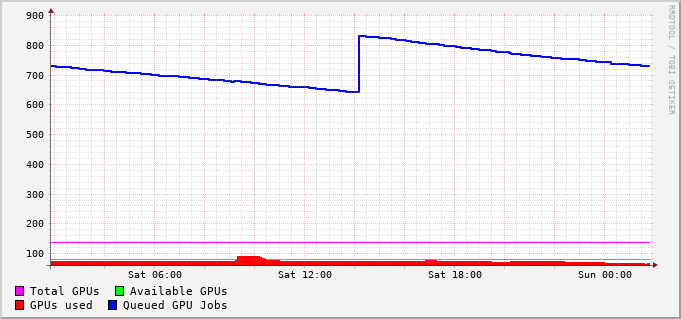 900
800
700
600
500
400
300
200
100
Sat 06:00 Sat 12:00 Sat 18:00 Sun 00:00
Total GPUs Available GPUs
GPUs used Queued GPU Jobs
RRDTOOL / TOBI OETIKER